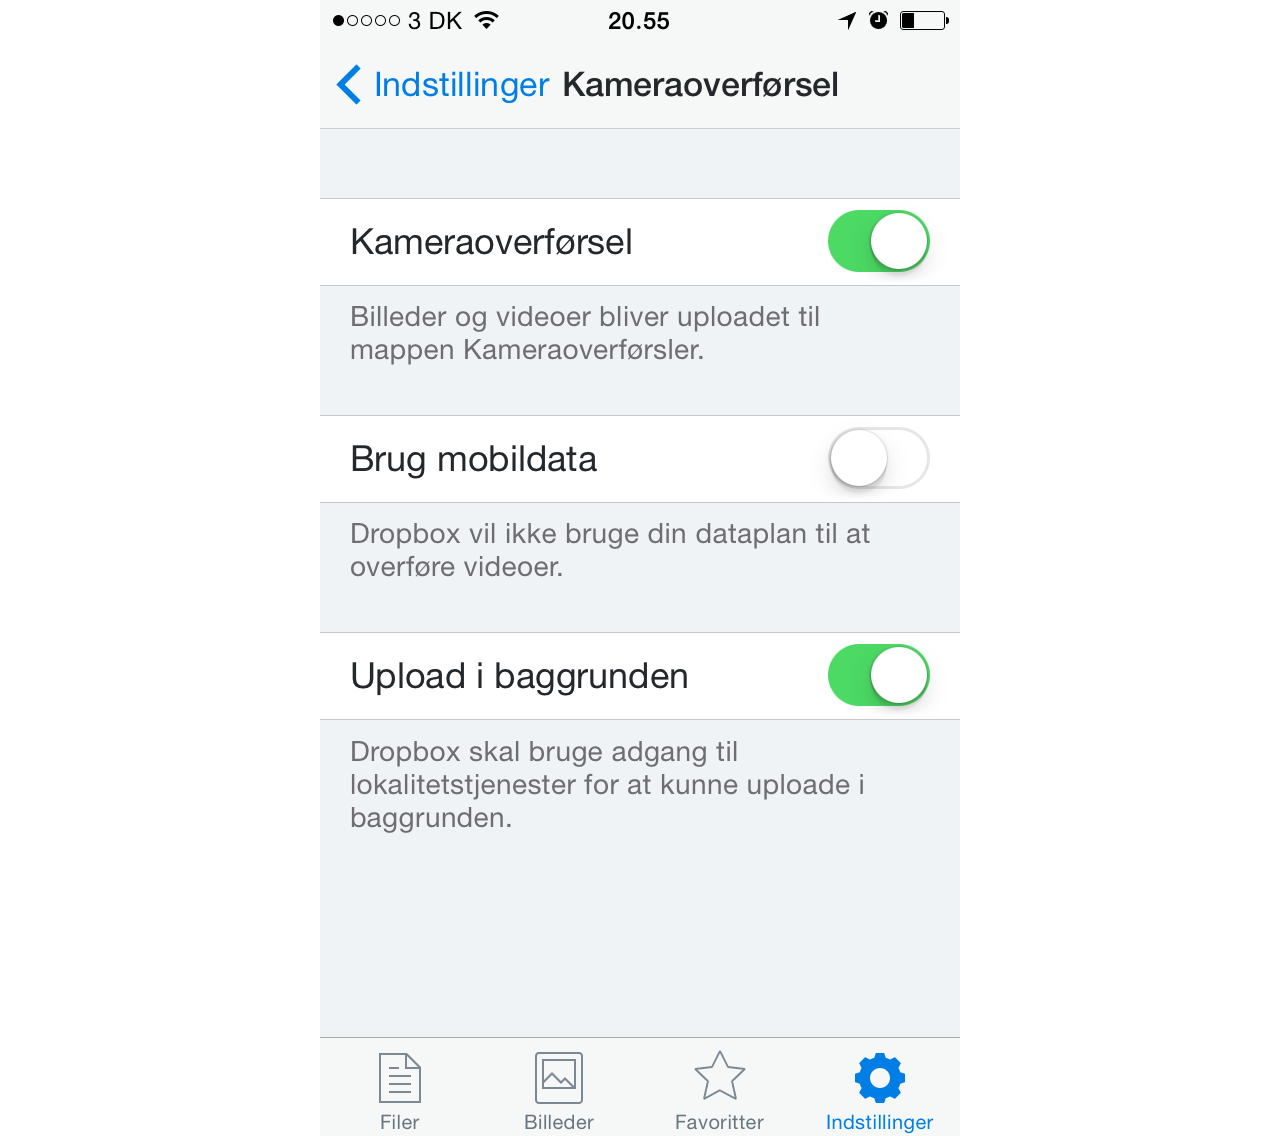 3 DK 20.55
Indstillinger Kameraoverførsel
Kameraoverførsel
Billeder og videoer bliver uploadet til
mappen Kameraoverførsler.
Brug mobildata
Dropbox vil ikke bruge din dataplan til at
overføre videoer.
Upload i baggrunden
Dropbox skal bruge adgang til
lokalitetstjenester for at kunne uploade i
baggrunden.
Filer Billeder Favoritter Indstillinger